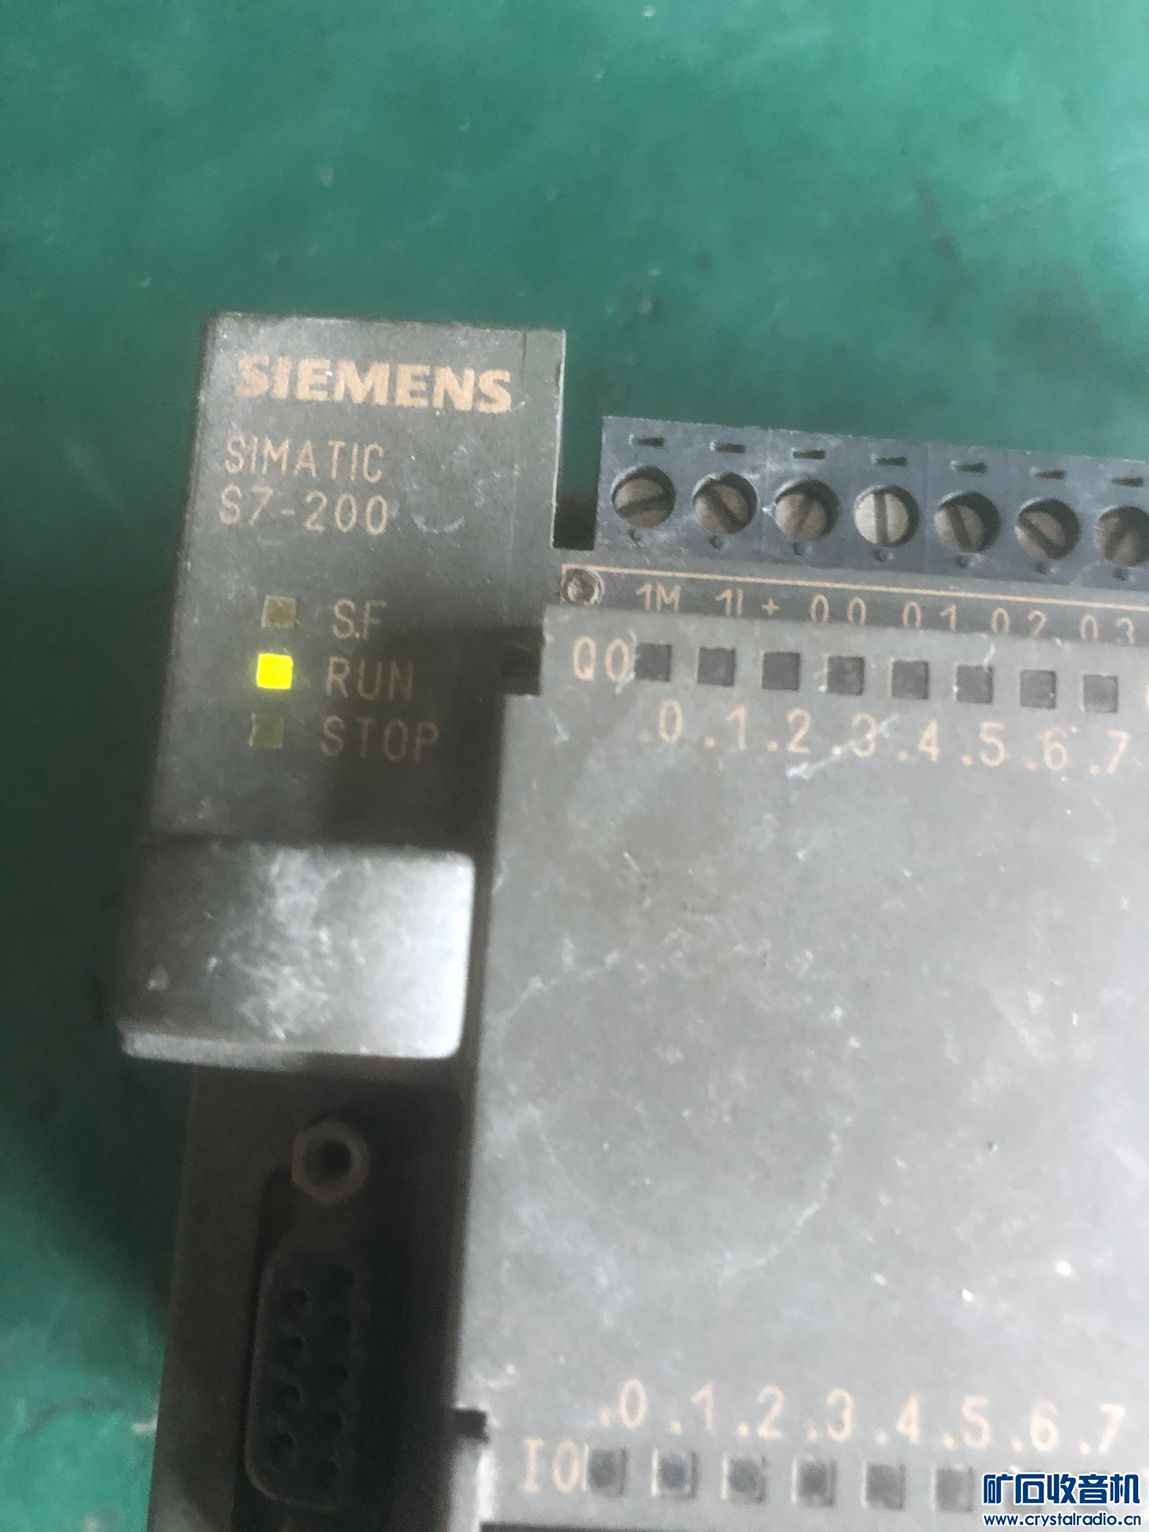 SIEMENS
SIMATIC
S7-200
SF
RUN
STOP
1M 1L+ 0.0 0.1 0.2 0.3
Q0
.0 .1 .2 .3 .4 .5 .6 .7
.0 .1 .2 .3 .4 .5 .6 .7
I0
矿石收音机
www.crystalradio.cn